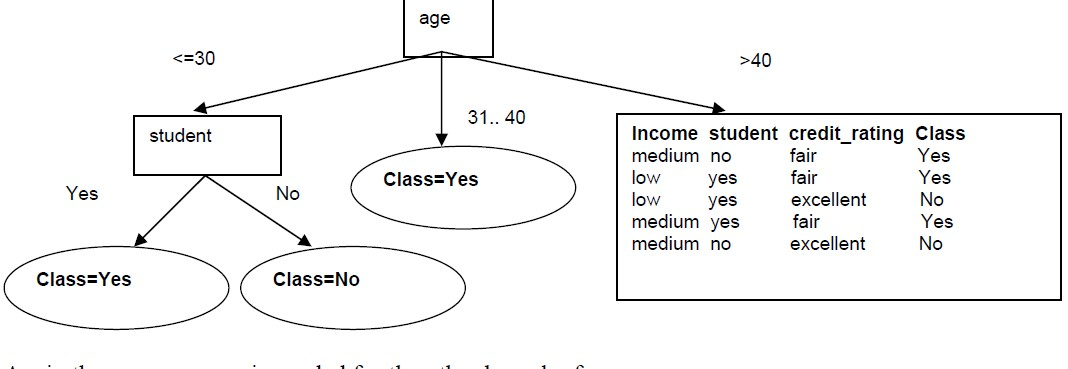 age
<=30
>40
31.. 40
student
Yes
No
Class=Yes
Class=No
Class=Yes
Income student credit_rating Class
medium no fair Yes
low yes fair Yes
low yes excellent No
medium yes fair Yes
medium no excellent No